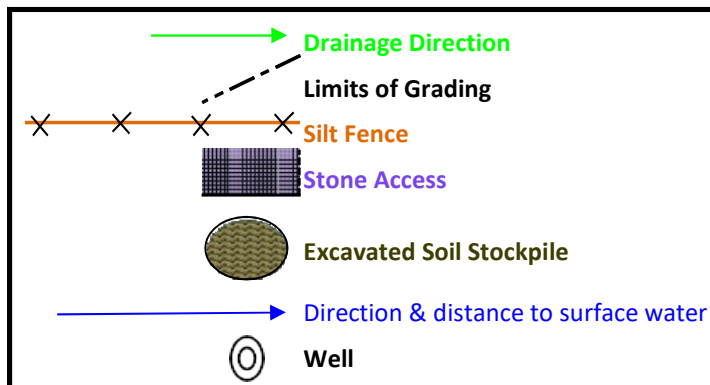 Drainage Direction
Limits of Grading
Silt Fence
Stone Access
Excavated Soil Stockpile
Direction & distance to surface water
Well